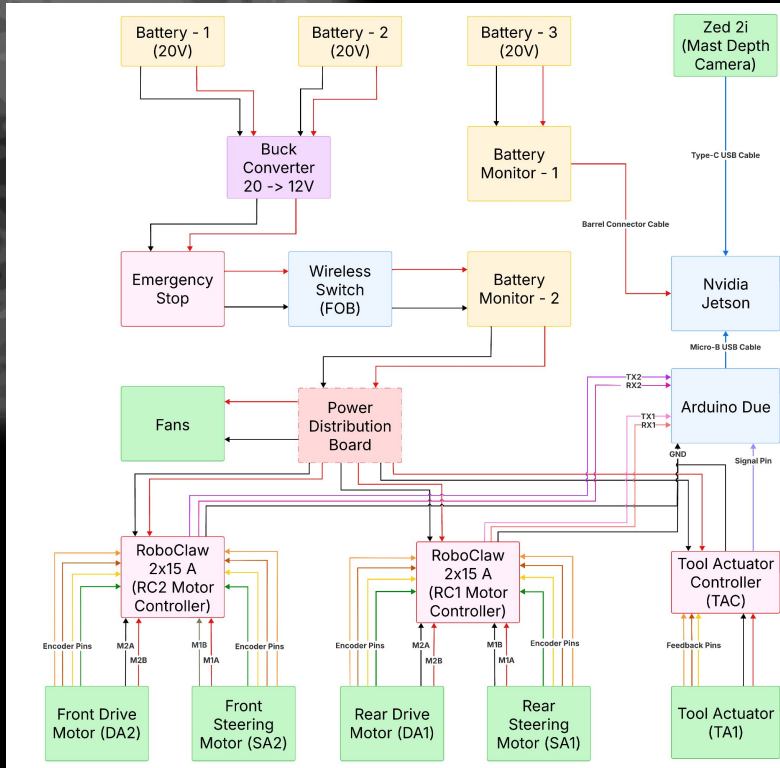 Battery - 1
(20V)
Battery - 2
(20V)
Battery - 3
(20V)
Zed 2i
(Mast Depth
Camera)
Buck
Converter
20 -> 12V
Battery
Monitor - 1
Type-C USB Cable
Barrel Connector Cable
Emergency
Stop
Wireless
Switch
(FOB)
Battery
Monitor - 2
Nvidia
Jetson
Micro-B USB Cable
Fans
Power
Distribution
Board
TX2
RX2
TX1
RX1
Arduino Due
GND
Signal Pin
RoboClaw
2x15 A
(RC2 Motor
Controller)
RoboClaw
2x15 A
(RC1 Motor
Controller)
Tool Actuator
Controller
(TAC)
Encoder Pins
M2A
M2B
M1B
M1A
Encoder Pins
Encoder Pins
M2A
M2B
M1B
M1A
Encoder Pins
Feedback Pins
Front Drive
Motor (DA2)
Front
Steering
Motor (SA2)
Rear Drive
Motor (DA1)
Rear
Steering
Motor (SA1)
Tool Actuator
(TA1)